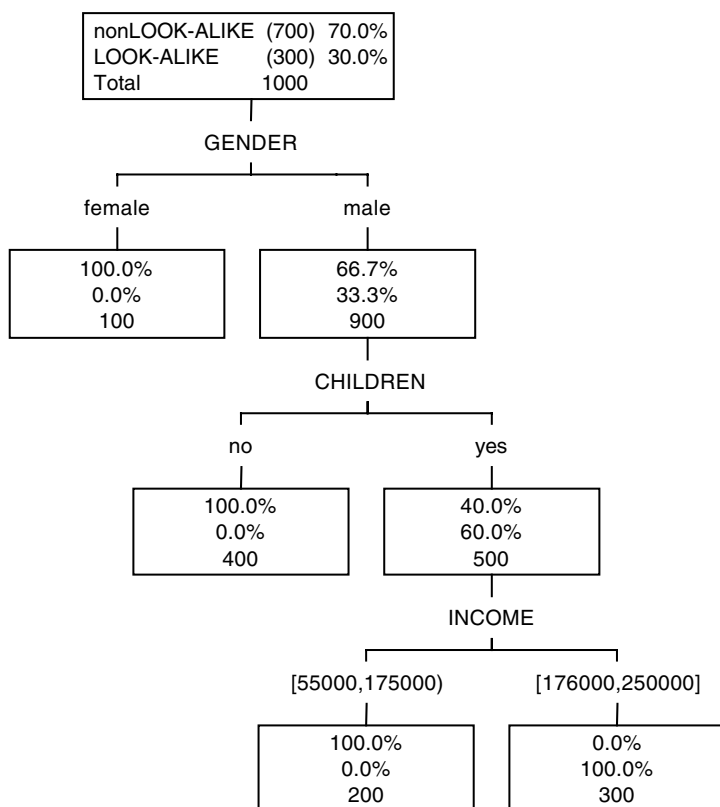 nonLOOK-ALIKE (700) 70.0%
LOOK-ALIKE (300) 30.0%
Total 1000
GENDER
female male
100.0% 66.7%
0.0% 33.3%
100 900
CHILDREN
no yes
100.0% 40.0%
0.0% 60.0%
400 500
INCOME
[55000,175000) [176000,250000]
100.0% 0.0%
0.0% 100.0%
200 300